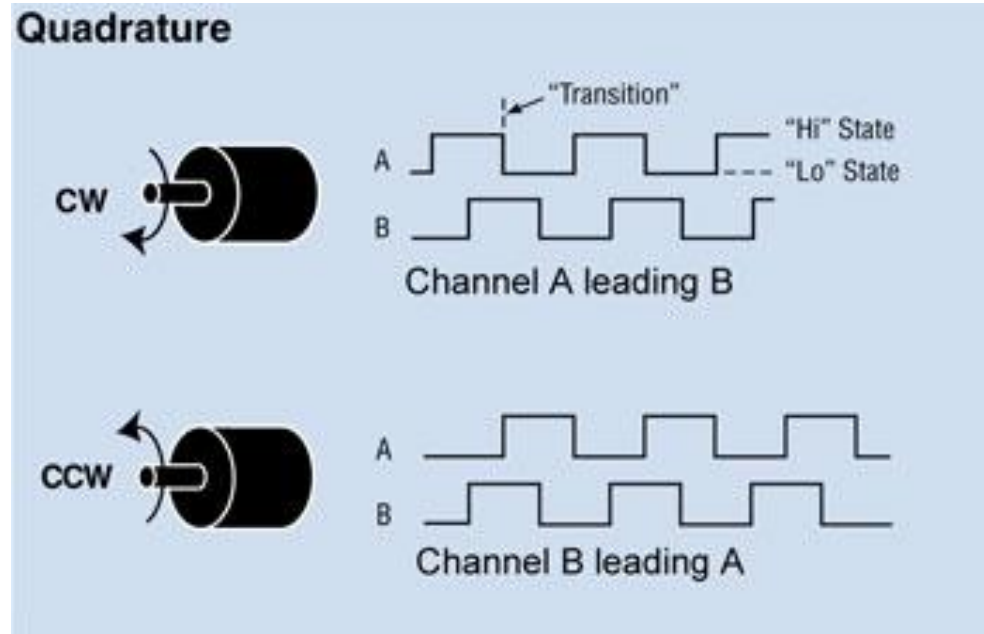 Quadrature
"Transition"
A
"Hi" State
"Lo" State
CW
B
Channel A leading B
A
CCW
B
Channel B leading A